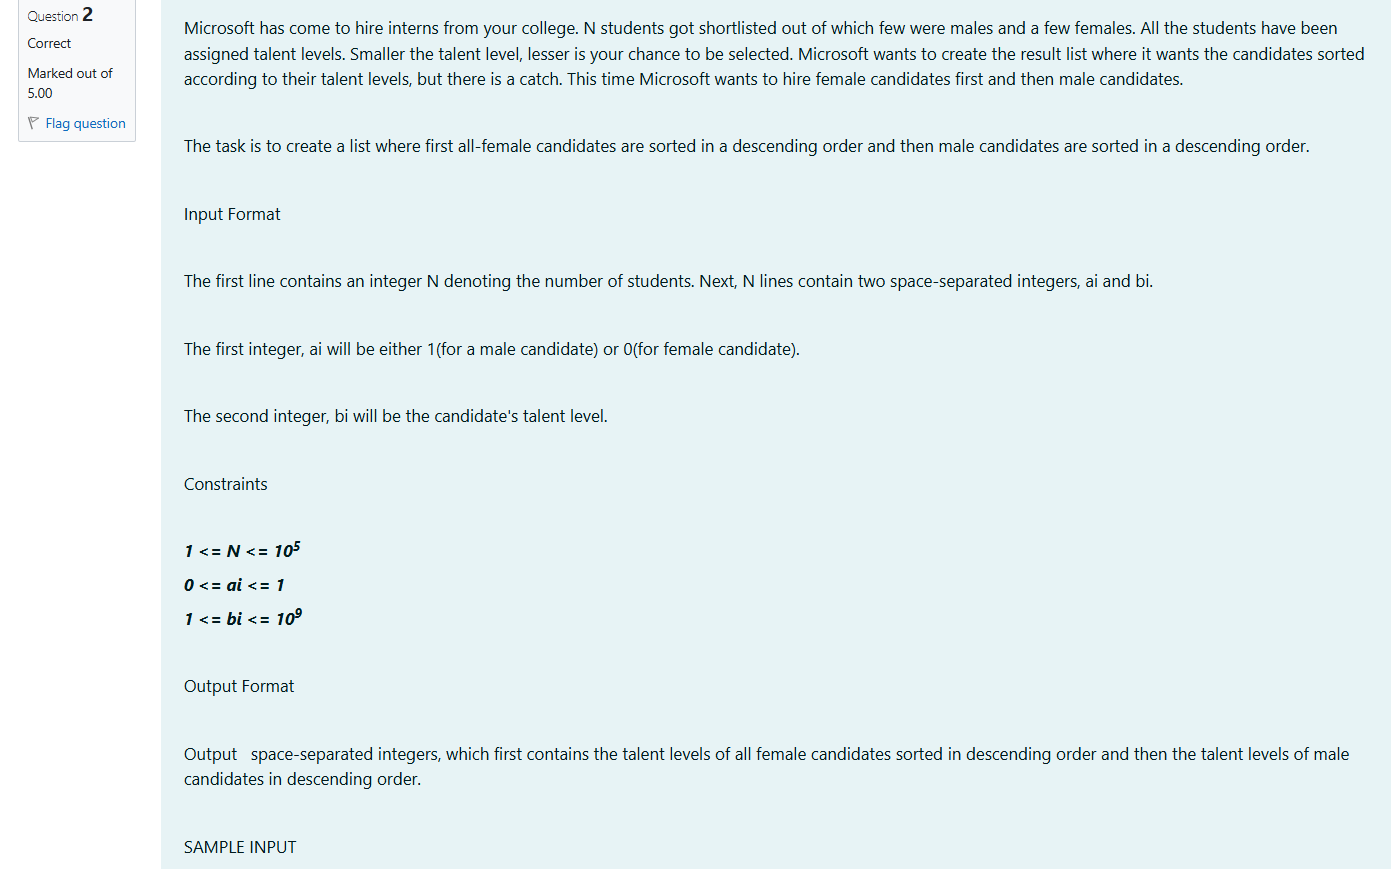 Question 2
Correct
Marked out of
5.00
Flag question
Microsoft has come to hire interns from your college. N students got shortlisted out of which few were males and a few females. All the students have been
assigned talent levels. Smaller the talent level, lesser is your chance to be selected. Microsoft wants to create the result list where it wants the candidates sorted
according to their talent levels, but there is a catch. This time Microsoft wants to hire female candidates first and then male candidates.
The task is to create a list where first all-female candidates are sorted in a descending order and then male candidates are sorted in a descending order.
Input Format
The first line contains an integer N denoting the number of students. Next, N lines contain two space-separated integers, ai and bi.
The first integer, ai will be either 1(for a male candidate) or 0(for female candidate).
The second integer, bi will be the candidate's talent level.
Constraints
1 <= N <= 10⁵
0 <= ai <= 1
1 <= bi <= 10⁹
Output Format
Output space-separated integers, which first contains the talent levels of all female candidates sorted in descending order and then the talent levels of male
candidates in descending order.
SAMPLE INPUT